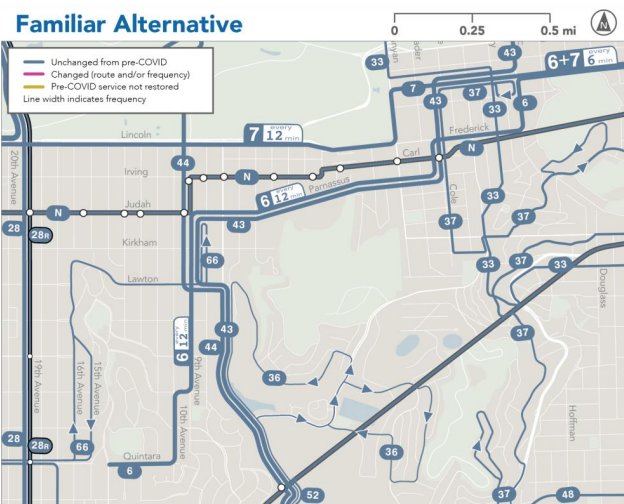 Familiar Alternative
0 0.25 0.5 mi
N
Unchanged from pre-COVID
Changed (route and/or frequency)
Pre-COVID service not restored
Line width indicates frequency
33
43
6+7 every 6 min
7
43
37
33
6
Lincoln
7 every 12 min
Frederick
Carl
N
20th Avenue
Irving
44
N
6 every 12 min
Parnassus
Cole
33
Judah
N
43
37
37
28
28R
Kirkham
66
33
37
33
Lawton
Douglass
6 every 12 min
43
44
37
19th Avenue
16th Avenue
15th Avenue
9th Avenue
10th Avenue
36
Hoffman
28
28R
66
Quintara
6
36
52
37
48